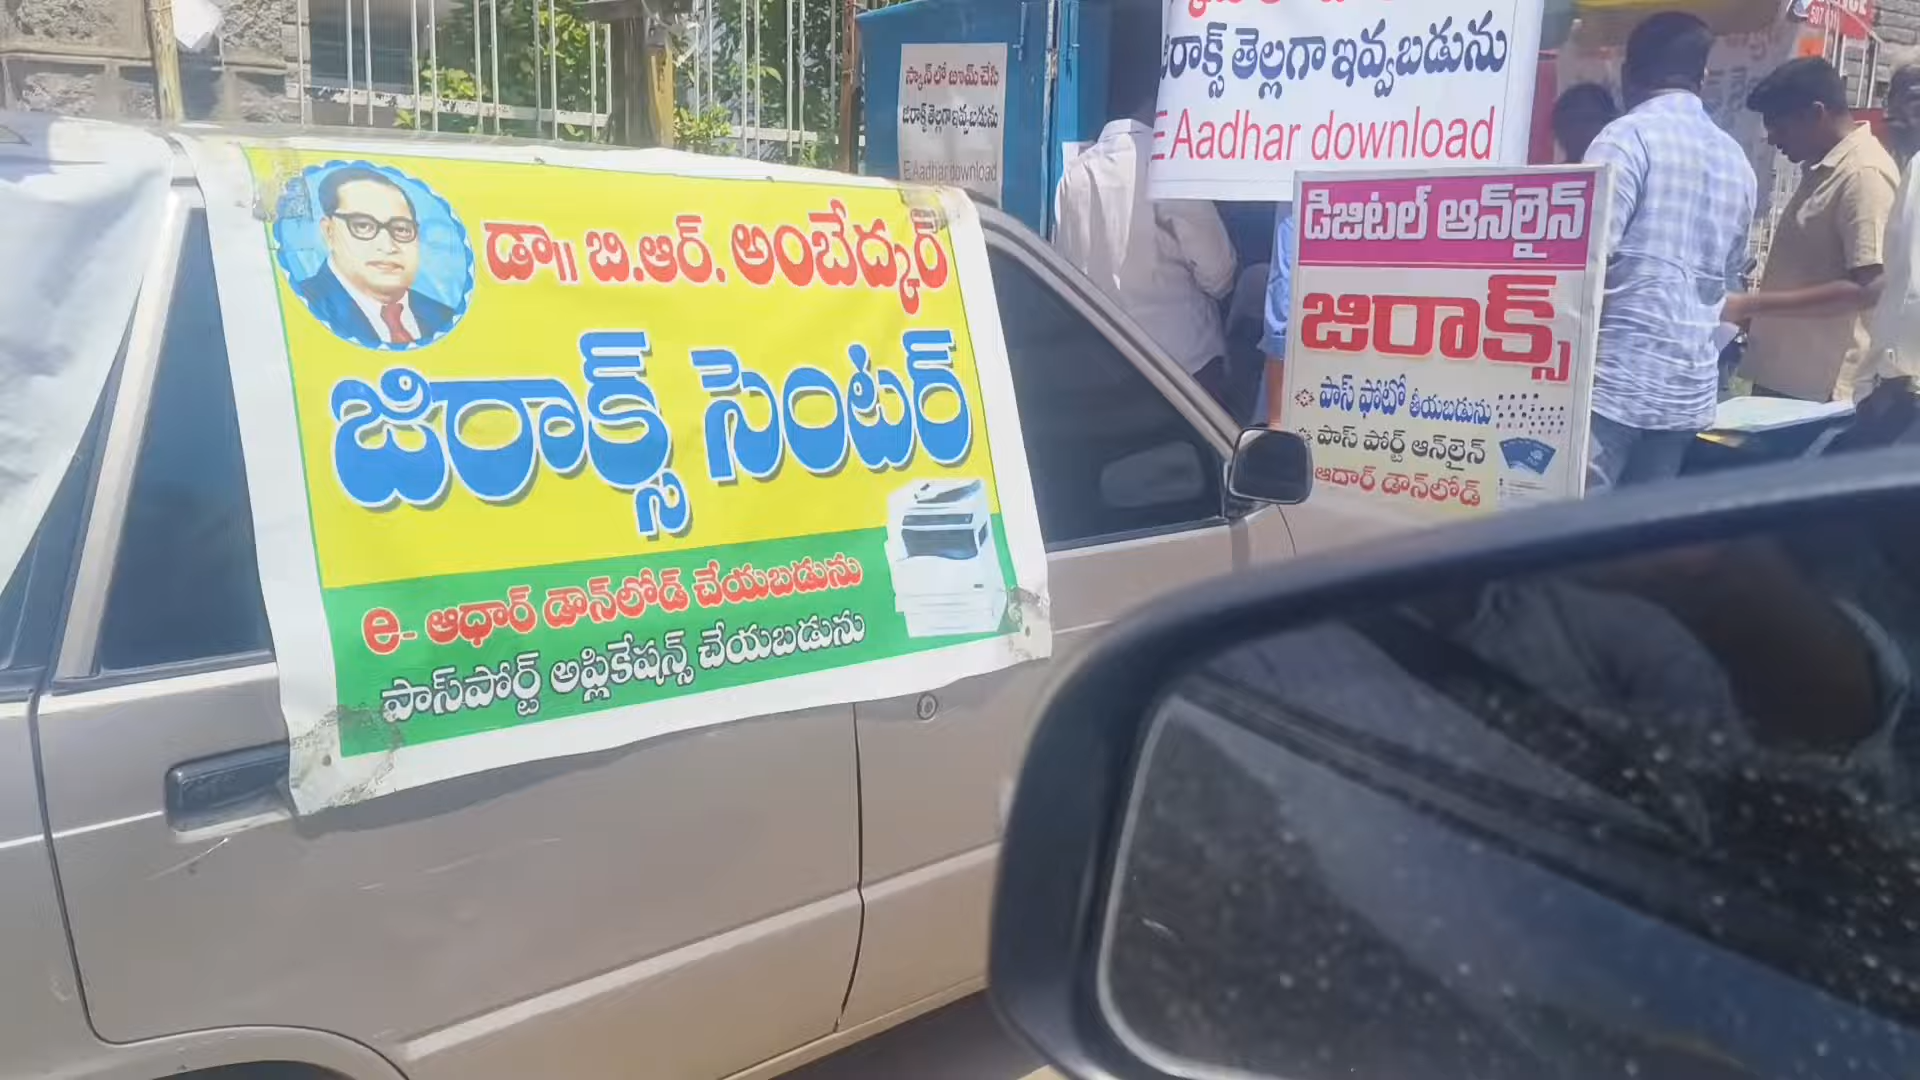 డా॥ బి.ఆర్. అంబేద్కర్
జిరాక్స్ సెంటర్
e- ఆధార్ డౌన్‌లోడ్ చేయబడును
పాస్‌పోర్ట్ అప్లికేషన్స్ చేయబడును
స్కాన్‌లో జూమ్ చేసి
జిరాక్స్ తెల్లగా ఇవ్వబడును
E Aadhar download
జిరాక్స్ తెల్లగా ఇవ్వబడును
E Aadhar download
డిజిటల్ ఆన్‌లైన్
జిరాక్స్
పాస్ ఫోటో తీయబడును
పాస్ పోర్ట్ ఆన్‌లైన్
ఆదార్ డౌన్‌లోడ్